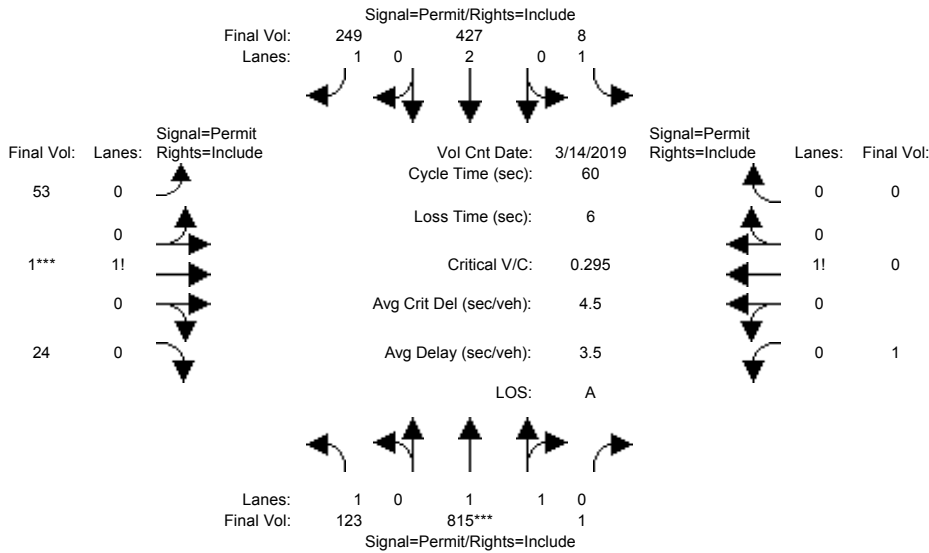 Signal=Permit/Rights=Include
Final Vol: 249 427 8
Lanes: 1 0 2 0 1
Signal=Permit
Final Vol: Lanes: Rights=Include
Vol Cnt Date: 3/14/2019
Signal=Permit
Rights=Include Lanes: Final Vol:
Cycle Time (sec): 60
53 0 0 0
Loss Time (sec): 6
0 0
1*** 1! Critical V/C: 0.295 1! 0
0 Avg Crit Del (sec/veh): 4.5 0
24 0 Avg Delay (sec/veh): 3.5 0 1
LOS: A
Lanes: 1 0 1 1 0
Final Vol: 123 815*** 1
Signal=Permit/Rights=Include